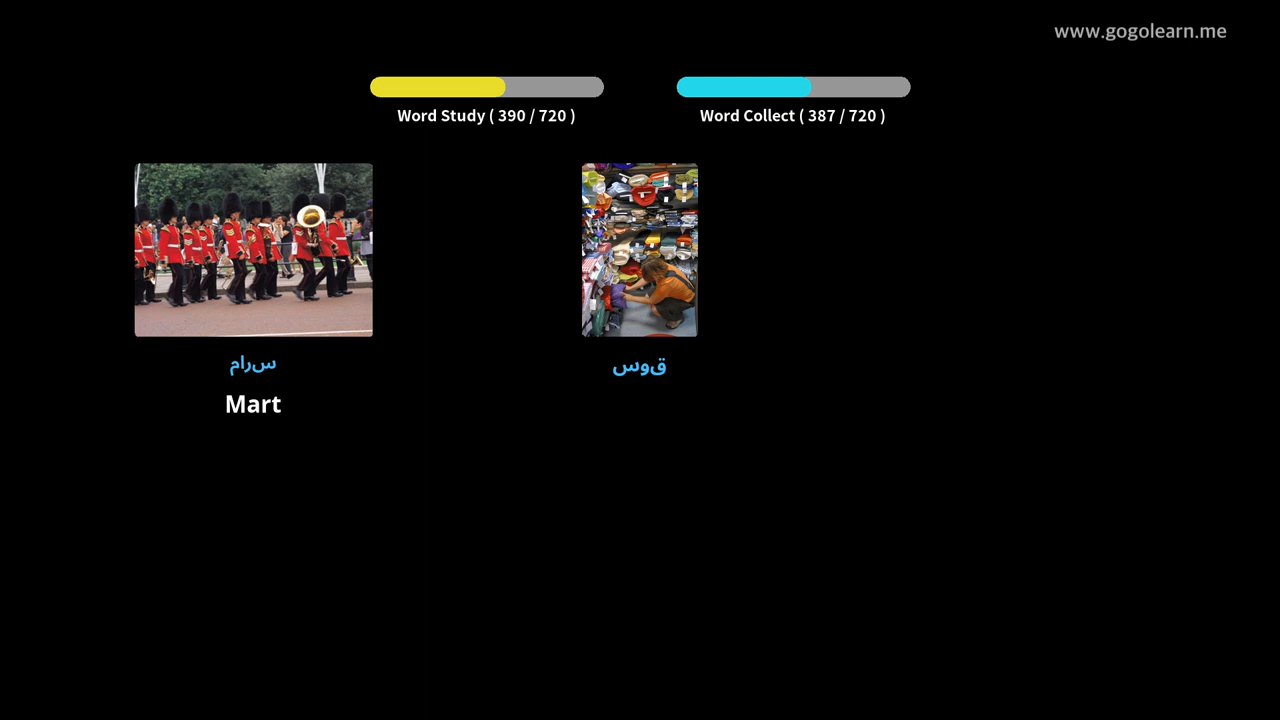 www.gogolearn.me
Word Study ( 390 / 720 )
Word Collect ( 387 / 720 )
سرام
قوس
Mart